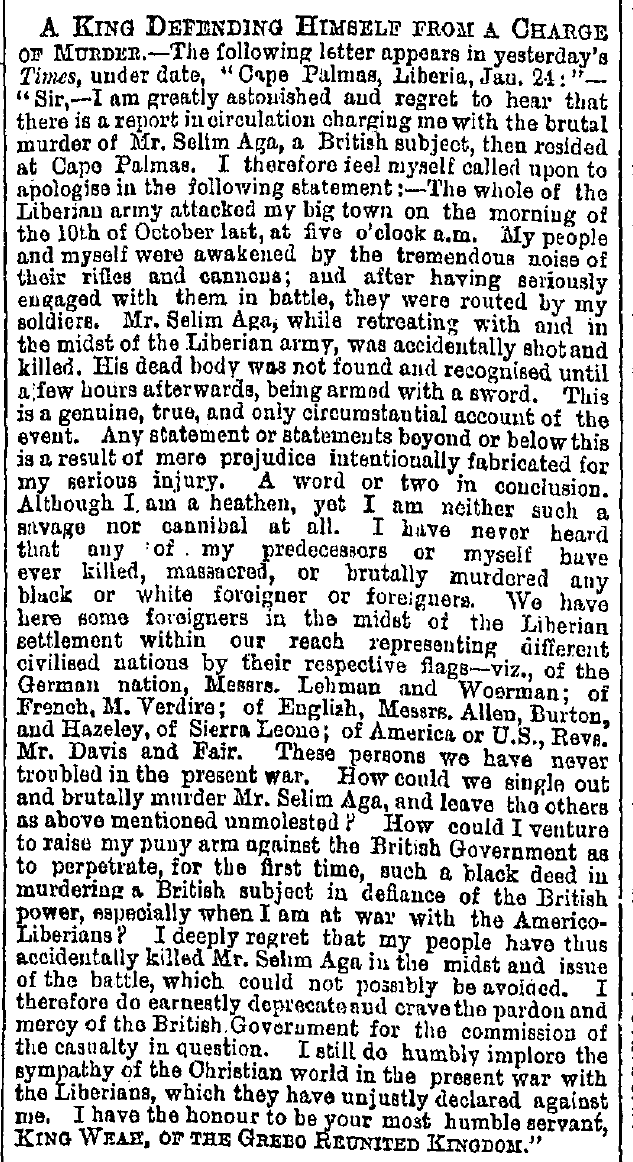 A KING DEFENDING HIMSELF FROM A CHARGE
OF MURDER.—The following letter appears in yesterday's
Times, under date, "Cape Palmas, Liberia, Jan. 24:"—
"Sir,—I am greatly astonished and regret to hear that
there is a report in circulation charging me with the brutal
murder of Mr. Selim Aga, a British subject, then resided
at Cape Palmas. I therefore feel myself called upon to
apologise in the following statement:—The whole of the
Liberian army attacked my big town on the morning of
the 10th of October last, at five o'clock a.m. My people
and myself were awakened by the tremendous noise of
their rifles and cannons; and after having seriously
engaged with them in battle, they were routed by my
soldiers. Mr. Selim Aga, while retreating with and in
the midst of the Liberian army, was accidentally shot and
killed. His dead body was not found and recognised until
a few hours afterwards, being armed with a sword. This
is a genuine, true, and only circumstantial account of the
event. Any statement or statements beyond or below this
is a result of mere prejudice intentionally fabricated for
my serious injury. A word or two in conclusion.
Although I am a heathen, yet I am neither such a
savage nor cannibal at all. I have never heard
that any of my predecessors or myself have
ever killed, massacred, or brutally murdered any
black or white foreigner or foreigners. We have
here some foreigners in the midst of the Liberian
settlement within our reach representing different
civilised nations by their respective flags—viz., of the
German nation, Messrs. Lehman and Woerman; of
French, M. Verdire; of English, Messrs. Allen, Burton,
and Hazeley, of Sierra Leone; of America or U.S., Revs.
Mr. Davis and Fair. These persons we have never
troubled in the present war. How could we single out
and brutally murder Mr. Selim Aga, and leave the others
as above mentioned unmolested? How could I venture
to raise my puny arm against the British Government as
to perpetrate, for the first time, such a black deed in
murdering a British subject in defiance of the British
power, especially when I am at war with the Americo-
Liberians? I deeply regret that my people have thus
accidentally killed Mr. Selim Aga in the midst and issue
of the battle, which could not possibly be avoided. I
therefore do earnestly deprecate and crave the pardon and
mercy of the British Government for the commission of
the casualty in question. I still do humbly implore the
sympathy of the Christian world in the present war with
the Liberians, which they have unjustly declared against
me. I have the honour to be your most humble servant,
KING WEAH, OF THE GREBO REUNITED KINGDOM."